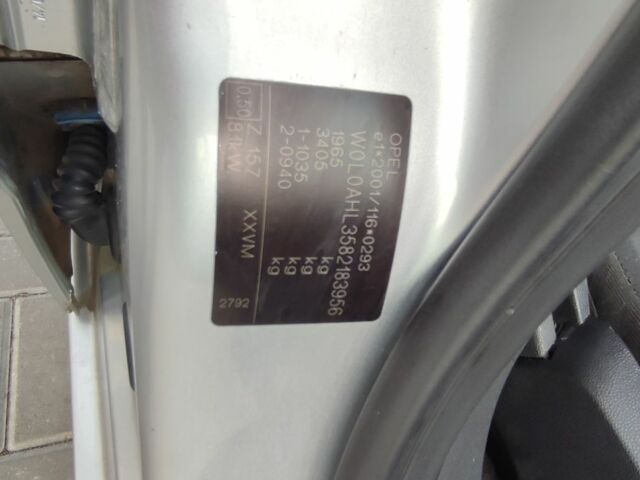 OPEL
e1*2001/116*0293
W0L0AHL3582183956
1965 kg
3405 kg
1-1035 kg
2-0940 kg
0.50 Z 157 XXVM
81kW
2792